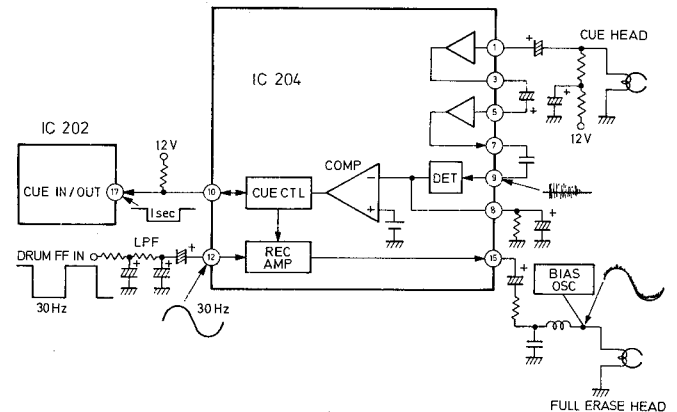 CUE HEAD
1
+
IC 204
3
+
+
12V
5
IC 202
12V
7
COMP
CUE IN/OUT
17
10
CUE CTL
−
+
DET
9
1 sec
8
+
LPF
DRUM FF IN
+
12
REC
AMP
15
+
+
+
BIAS
OSC
30Hz
30Hz
FULL ERASE HEAD